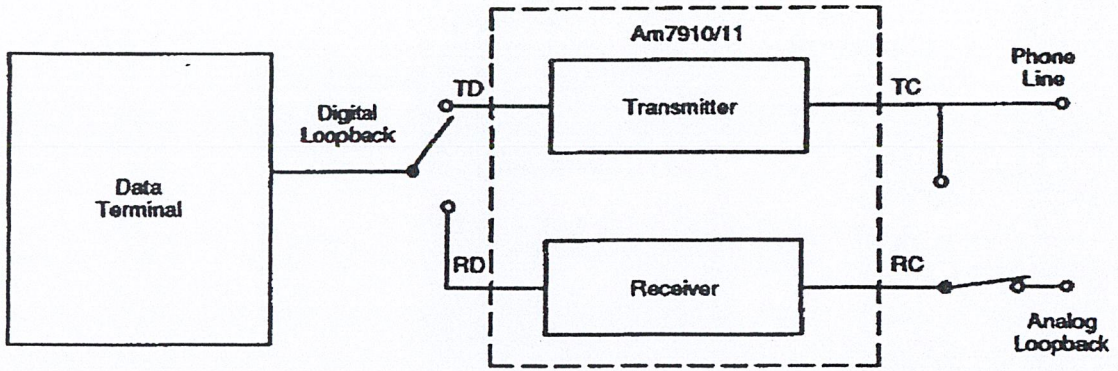 Am7910/11
Phone
Line
TD
Transmitter
TC
Digital
Loopback
Data
Terminal
RD
Receiver
RC
Analog
Loopback